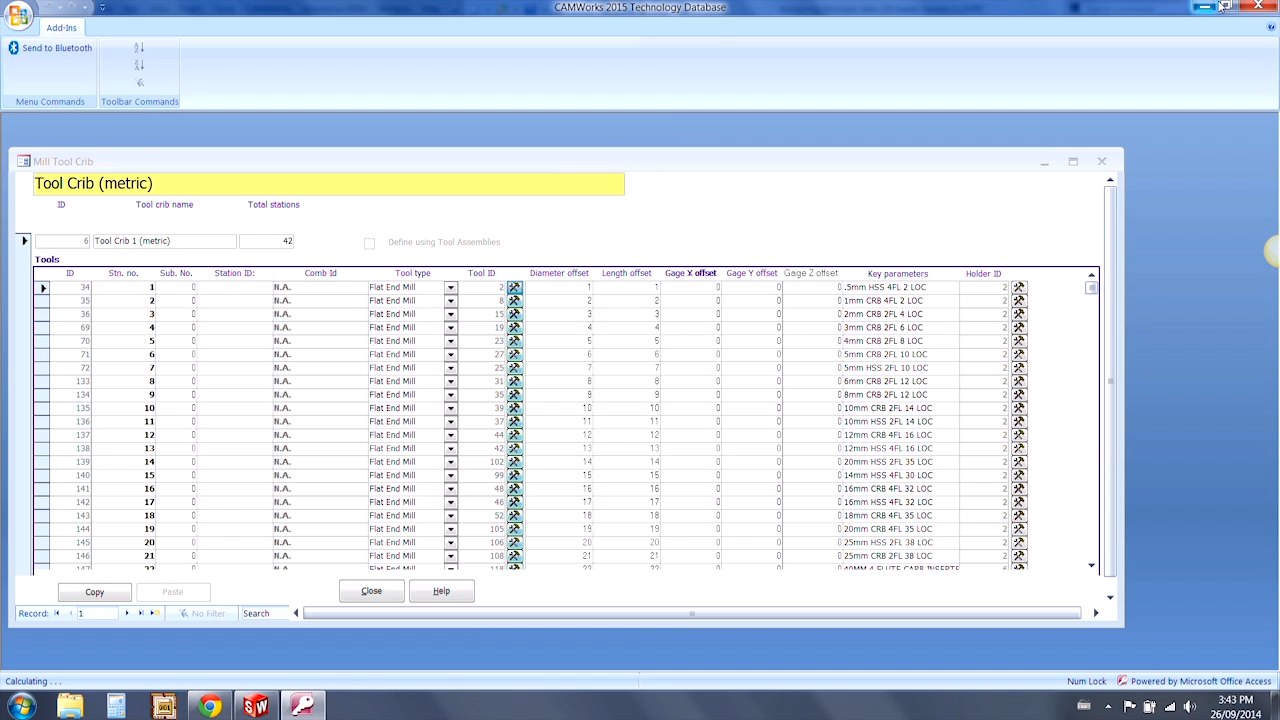 CAMWorks 2015 Technology Database
Add-Ins
Send to Bluetooth
Menu Commands
Toolbar Commands
Mill Tool Crib
Tool Crib (metric)
ID Tool crib name Total stations
6 Tool Crib 1 (metric) 42 Define using Tool Assemblies
Tools
ID Stn. no. Sub. No. Station ID: Comb Id Tool type Tool ID Diameter offset Length offset Gage X offset Gage Y offset Gage Z offset Key parameters Holder ID
34 1 0 N.A. Flat End Mill 2 1 1 0 0 0 .5mm HSS 4FL 2 LOC 2
35 2 0 N.A. Flat End Mill 8 2 2 0 0 0 1mm CRB 4FL 2 LOC 2
36 3 0 N.A. Flat End Mill 15 3 3 0 0 0 2mm CRB 2FL 4 LOC 2
69 4 0 N.A. Flat End Mill 19 4 4 0 0 0 3mm CRB 2FL 6 LOC 2
70 5 0 N.A. Flat End Mill 23 5 5 0 0 0 4mm CRB 2FL 8 LOC 2
71 6 0 N.A. Flat End Mill 27 6 6 0 0 0 5mm CRB 2FL 10 LOC 2
72 7 0 N.A. Flat End Mill 25 7 7 0 0 0 5mm HSS 2FL 10 LOC 2
133 8 0 N.A. Flat End Mill 31 8 8 0 0 0 6mm CRB 2FL 12 LOC 2
134 9 0 N.A. Flat End Mill 35 9 9 0 0 0 8mm CRB 2FL 12 LOC 2
135 10 0 N.A. Flat End Mill 39 10 10 0 0 0 10mm CRB 2FL 14 LOC 2
136 11 0 N.A. Flat End Mill 37 11 11 0 0 0 10mm HSS 2FL 14 LOC 2
137 12 0 N.A. Flat End Mill 44 12 12 0 0 0 12mm CRB 4FL 16 LOC 2
138 13 0 N.A. Flat End Mill 42 13 13 0 0 0 12mm HSS 4FL 16 LOC 2
139 14 0 N.A. Flat End Mill 102 14 14 0 0 0 20mm HSS 2FL 35 LOC 2
140 15 0 N.A. Flat End Mill 99 15 15 0 0 0 14mm HSS 4FL 30 LOC 2
141 16 0 N.A. Flat End Mill 48 16 16 0 0 0 16mm CRB 4FL 32 LOC 2
142 17 0 N.A. Flat End Mill 46 17 17 0 0 0 16mm HSS 4FL 32 LOC 2
143 18 0 N.A. Flat End Mill 52 18 18 0 0 0 18mm CRB 4FL 35 LOC 2
144 19 0 N.A. Flat End Mill 105 19 19 0 0 0 20mm CRB 4FL 35 LOC 2
145 20 0 N.A. Flat End Mill 106 20 20 0 0 0 25mm HSS 2FL 38 LOC 2
146 21 0 N.A. Flat End Mill 108 21 21 0 0 0 25mm CRB 2FL 38 LOC 2
147 22 0 N.A. Flat End Mill 118 22 22 0 0 0 40MM 4 FLUTE CARB INSERTE 6
Copy Paste Close Help
Record: 1 No Filter Search
Calculating . . . Num Lock Powered by Microsoft Office Access
SW
3:43 PM
26/09/2014